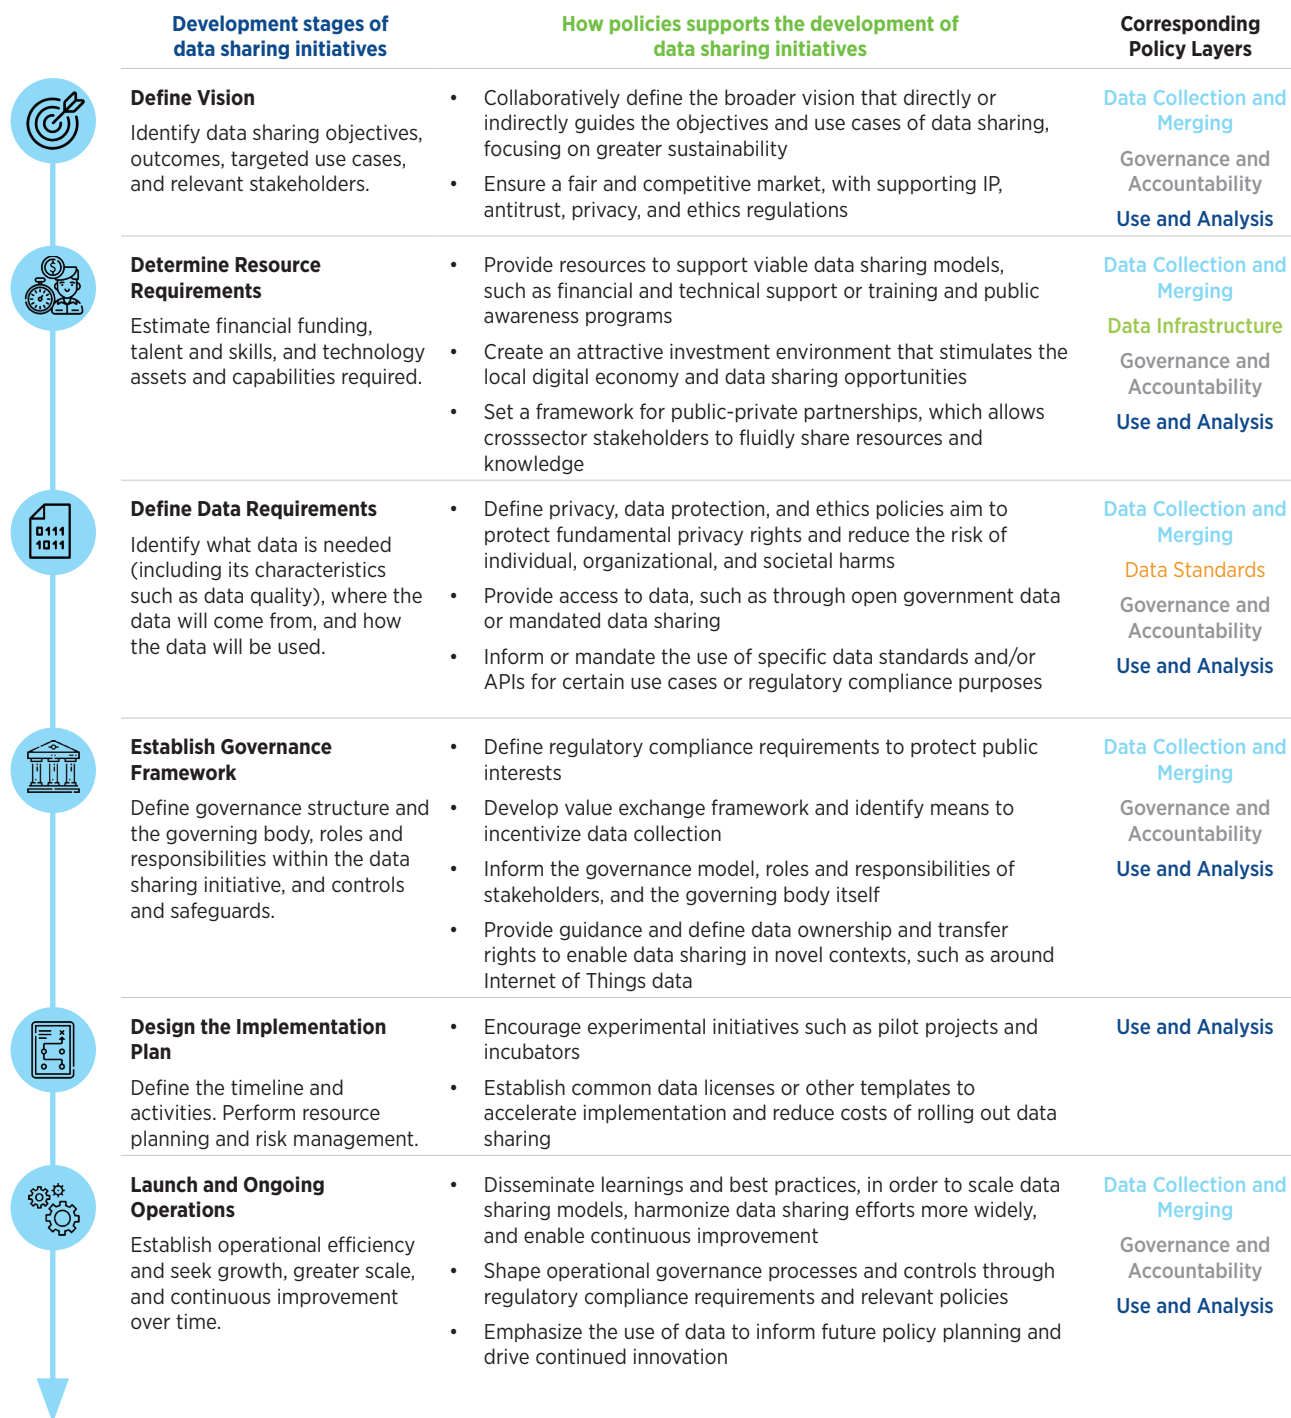 Development stages of
data sharing initiatives
How policies supports the development of
data sharing initiatives
Corresponding
Policy Layers
Define Vision
Identify data sharing objectives,
outcomes, targeted use cases,
and relevant stakeholders.
• Collaboratively define the broader vision that directly or
indirectly guides the objectives and use cases of data sharing,
focusing on greater sustainability
• Ensure a fair and competitive market, with supporting IP,
antitrust, privacy, and ethics regulations
Data Collection and
Merging
Governance and
Accountability
Use and Analysis
Determine Resource
Requirements
Estimate financial funding,
talent and skills, and technology
assets and capabilities required.
• Provide resources to support viable data sharing models,
such as financial and technical support or training and public
awareness programs
• Create an attractive investment environment that stimulates the
local digital economy and data sharing opportunities
• Set a framework for public-private partnerships, which allows
crosssector stakeholders to fluidly share resources and
knowledge
Data Collection and
Merging
Data Infrastructure
Governance and
Accountability
Use and Analysis
0111
1011
Define Data Requirements
Identify what data is needed
(including its characteristics
such as data quality), where the
data will come from, and how
the data will be used.
• Define privacy, data protection, and ethics policies aim to
protect fundamental privacy rights and reduce the risk of
individual, organizational, and societal harms
• Provide access to data, such as through open government data
or mandated data sharing
• Inform or mandate the use of specific data standards and/or
APIs for certain use cases or regulatory compliance purposes
Data Collection and
Merging
Data Standards
Governance and
Accountability
Use and Analysis
Establish Governance
Framework
Define governance structure and
the governing body, roles and
responsibilities within the data
sharing initiative, and controls
and safeguards.
• Define regulatory compliance requirements to protect public
interests
• Develop value exchange framework and identify means to
incentivize data collection
• Inform the governance model, roles and responsibilities of
stakeholders, and the governing body itself
• Provide guidance and define data ownership and transfer
rights to enable data sharing in novel contexts, such as around
Internet of Things data
Data Collection and
Merging
Governance and
Accountability
Use and Analysis
Design the Implementation
Plan
Define the timeline and
activities. Perform resource
planning and risk management.
• Encourage experimental initiatives such as pilot projects and
incubators
• Establish common data licenses or other templates to
accelerate implementation and reduce costs of rolling out data
sharing
Use and Analysis
Launch and Ongoing
Operations
Establish operational efficiency
and seek growth, greater scale,
and continuous improvement
over time.
• Disseminate learnings and best practices, in order to scale data
sharing models, harmonize data sharing efforts more widely,
and enable continuous improvement
• Shape operational governance processes and controls through
regulatory compliance requirements and relevant policies
• Emphasize the use of data to inform future policy planning and
drive continued innovation
Data Collection and
Merging
Governance and
Accountability
Use and Analysis